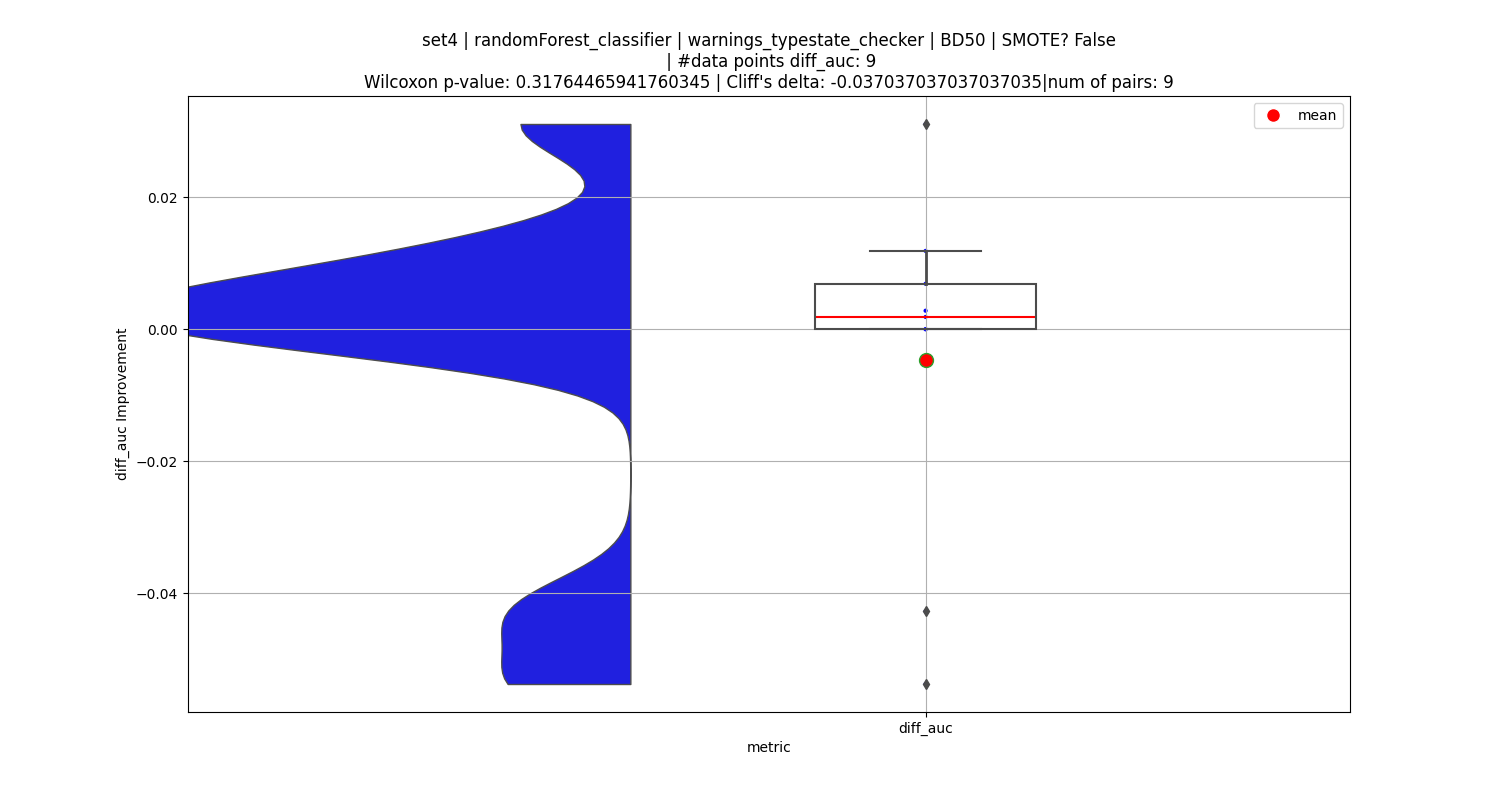 set4 | randomForest_classifier | warnings_typestate_checker | BD50 | SMOTE? False
| #data points diff_auc: 9
Wilcoxon p-value: 0.31764465941760345 | Cliff's delta: -0.037037037037037035|num of pairs: 9
mean
0.02
0.00
−0.02
−0.04
diff_auc Improvement
diff_auc
metric